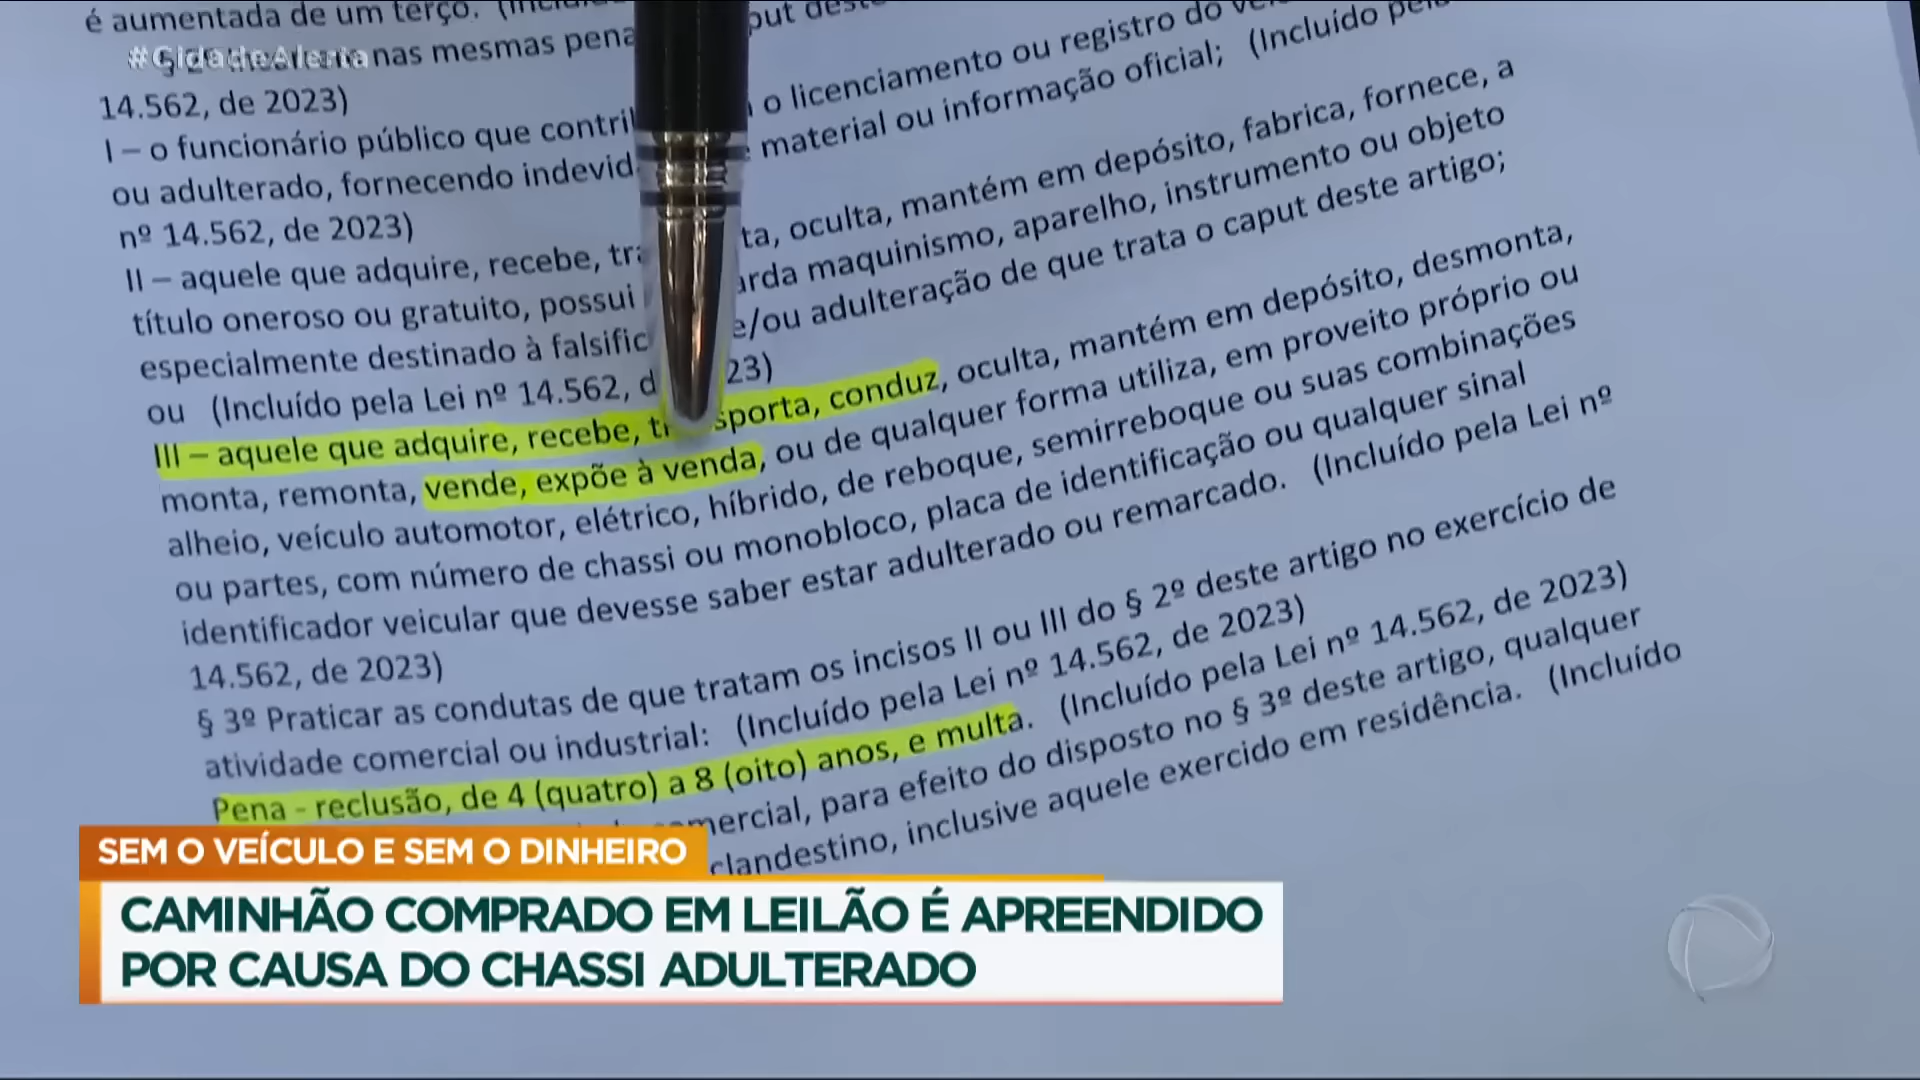 é aumentada de um terço. (Incluíd
#CidadeAlerta
nas mesmas pena put deste
14.562, de 2023)
I – o funcionário público que contri o licenciamento ou registro do
ou adulterado, fornecendo indevid material ou informação oficial; (Incluído pela
nº 14.562, de 2023)
II – aquele que adquire, recebe, tra ta, oculta, mantém em depósito, fabrica, fornece, a
título oneroso ou gratuito, possui arda maquinismo, aparelho, instrumento ou objeto
especialmente destinado à falsific e/ou adulteração de que trata o caput deste artigo;
ou (Incluído pela Lei nº 14.562, d 23)
III – aquele que adquire, recebe, tr sporta, conduz, oculta, mantém em depósito, desmonta,
monta, remonta, vende, expõe à venda, ou de qualquer forma utiliza, em proveito próprio ou
alheio, veículo automotor, elétrico, híbrido, de reboque, semirreboque ou suas combinações
ou partes, com número de chassi ou monobloco, placa de identificação ou qualquer sinal
identificador veicular que devesse saber estar adulterado ou remarcado. (Incluído pela Lei nº
14.562, de 2023)
§ 3º Praticar as condutas de que tratam os incisos II ou III do § 2º deste artigo no exercício de
atividade comercial ou industrial: (Incluído pela Lei nº 14.562, de 2023)
Pena - reclusão, de 4 (quatro) a 8 (oito) anos, e multa. (Incluído pela Lei nº 14.562, de 2023)
mercial, para efeito do disposto no § 3º deste artigo, qualquer
clandestino, inclusive aquele exercido em residência. (Incluído
SEM O VEÍCULO E SEM O DINHEIRO
CAMINHÃO COMPRADO EM LEILÃO É APREENDIDO
POR CAUSA DO CHASSI ADULTERADO